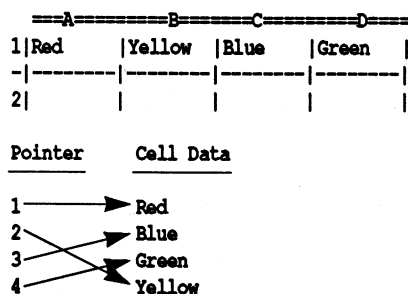 ===A=========B=======C=========D====
1|Red |Yellow |Blue |Green |
-|--------|--------|--------|--------|
2| | | | |
Pointer Cell Data
1 Red
2 Blue
3 Green
4 Yellow